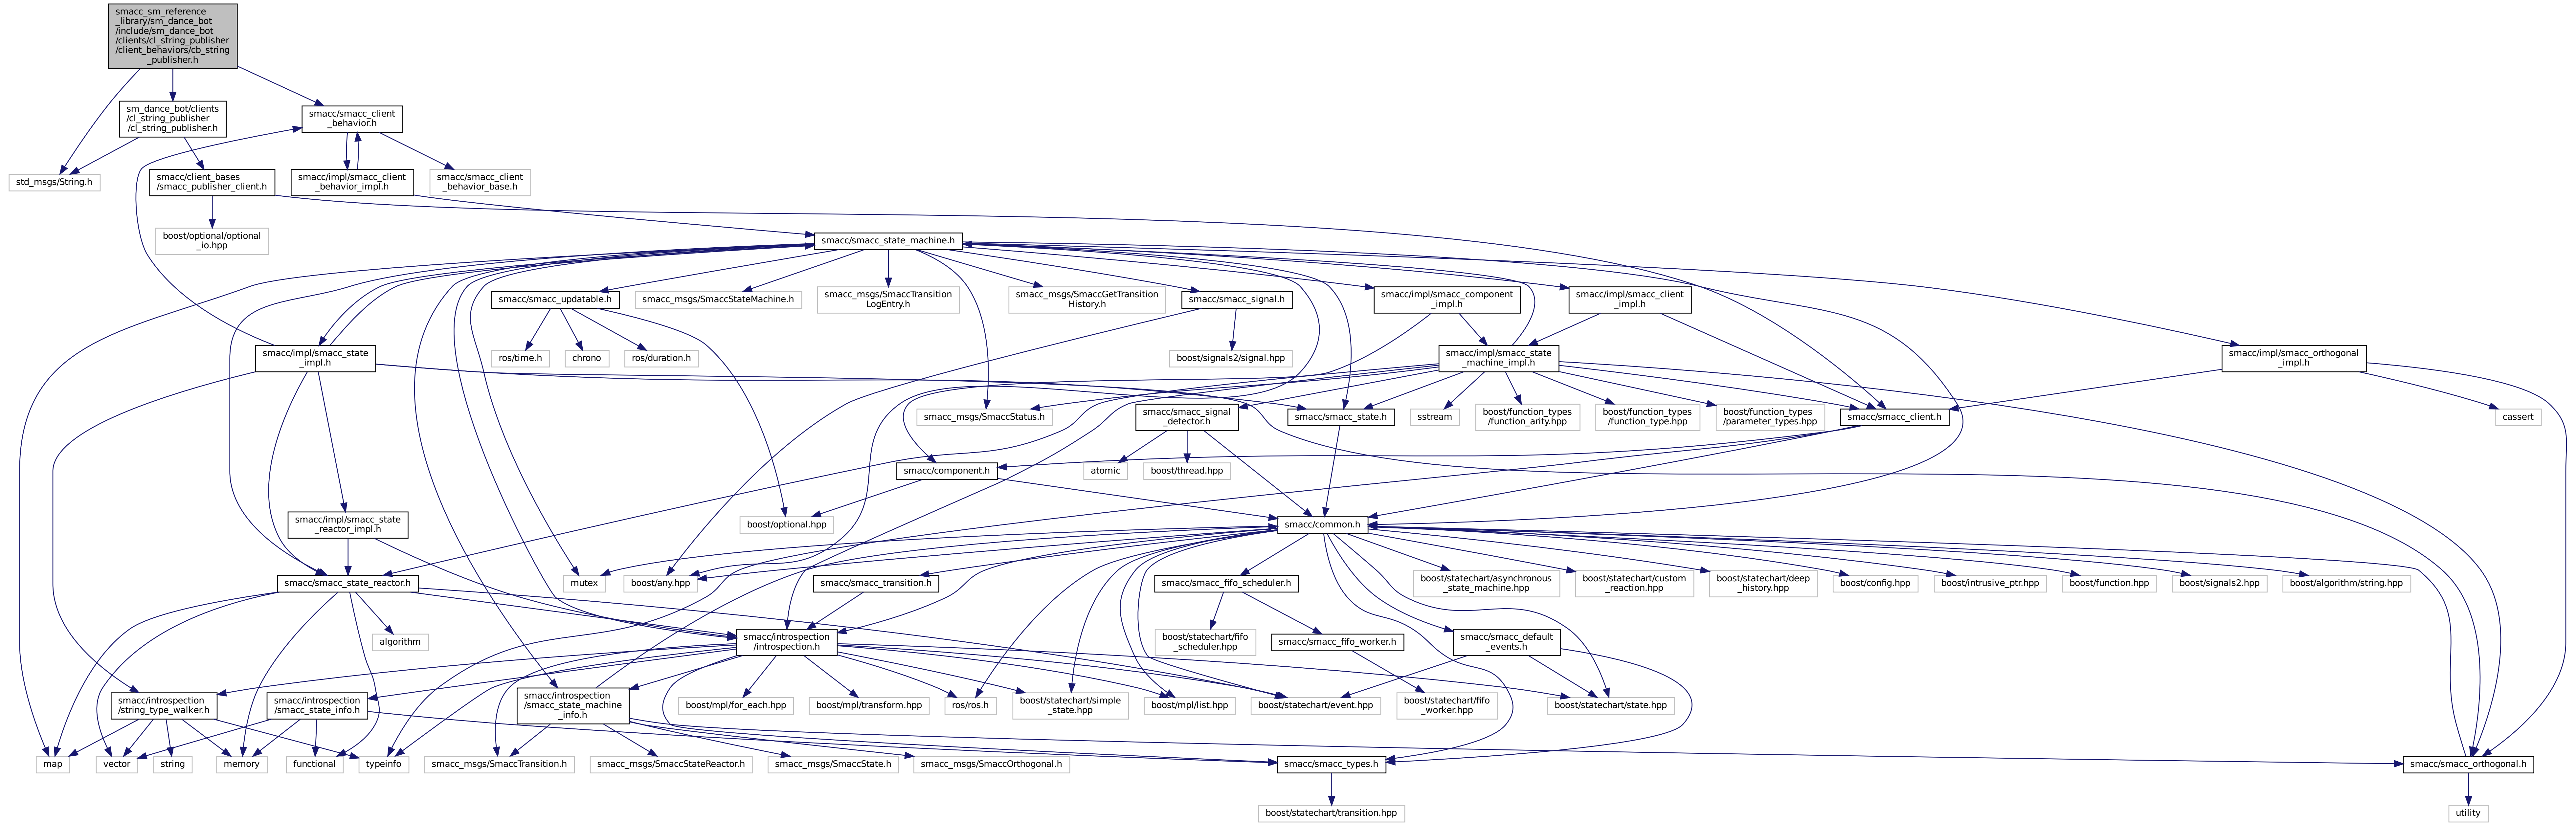 smacc_sm_reference
_library/sm_dance_bot
/include/sm_dance_bot
/clients/cl_string_publisher
/client_behaviors/cb_string
_publisher.h
sm_dance_bot/clients
/cl_string_publisher
/cl_string_publisher.h
smacc/smacc_client
_behavior.h
std_msgs/String.h
smacc/client_bases
/smacc_publisher_client.h
smacc/impl/smacc_client
_behavior_impl.h
smacc/smacc_client
_behavior_base.h
boost/optional/optional
_io.hpp
smacc/smacc_state_machine.h
smacc/smacc_updatable.h
smacc_msgs/SmaccStateMachine.h
smacc_msgs/SmaccTransition
LogEntry.h
smacc_msgs/SmaccGetTransition
History.h
smacc/smacc_signal.h
smacc/impl/smacc_component
_impl.h
smacc/impl/smacc_client
_impl.h
smacc/impl/smacc_state
_impl.h
ros/time.h
chrono
ros/duration.h
boost/signals2/signal.hpp
smacc/impl/smacc_state
_machine_impl.h
smacc/impl/smacc_orthogonal
_impl.h
smacc_msgs/SmaccStatus.h
smacc/smacc_signal
_detector.h
smacc/smacc_state.h
sstream
boost/function_types
/function_arity.hpp
boost/function_types
/function_type.hpp
boost/function_types
/parameter_types.hpp
smacc/smacc_client.h
cassert
smacc/component.h
atomic
boost/thread.hpp
smacc/impl/smacc_state
_reactor_impl.h
boost/optional.hpp
smacc/common.h
smacc/smacc_state_reactor.h
mutex
boost/any.hpp
smacc/smacc_transition.h
smacc/smacc_fifo_scheduler.h
boost/statechart/asynchronous
_state_machine.hpp
boost/statechart/custom
_reaction.hpp
boost/statechart/deep
_history.hpp
boost/config.hpp
boost/intrusive_ptr.hpp
boost/function.hpp
boost/signals2.hpp
boost/algorithm/string.hpp
algorithm
smacc/introspection
/introspection.h
boost/statechart/fifo
_scheduler.hpp
smacc/smacc_fifo_worker.h
smacc/smacc_default
_events.h
smacc/introspection
/string_type_walker.h
smacc/introspection
/smacc_state_info.h
smacc/introspection
/smacc_state_machine
_info.h
boost/mpl/for_each.hpp
boost/mpl/transform.hpp
ros/ros.h
boost/statechart/simple
_state.hpp
boost/mpl/list.hpp
boost/statechart/event.hpp
boost/statechart/fifo
_worker.hpp
boost/statechart/state.hpp
map
vector
string
memory
functional
typeinfo
smacc_msgs/SmaccTransition.h
smacc_msgs/SmaccStateReactor.h
smacc_msgs/SmaccState.h
smacc_msgs/SmaccOrthogonal.h
smacc/smacc_types.h
smacc/smacc_orthogonal.h
boost/statechart/transition.hpp
utility